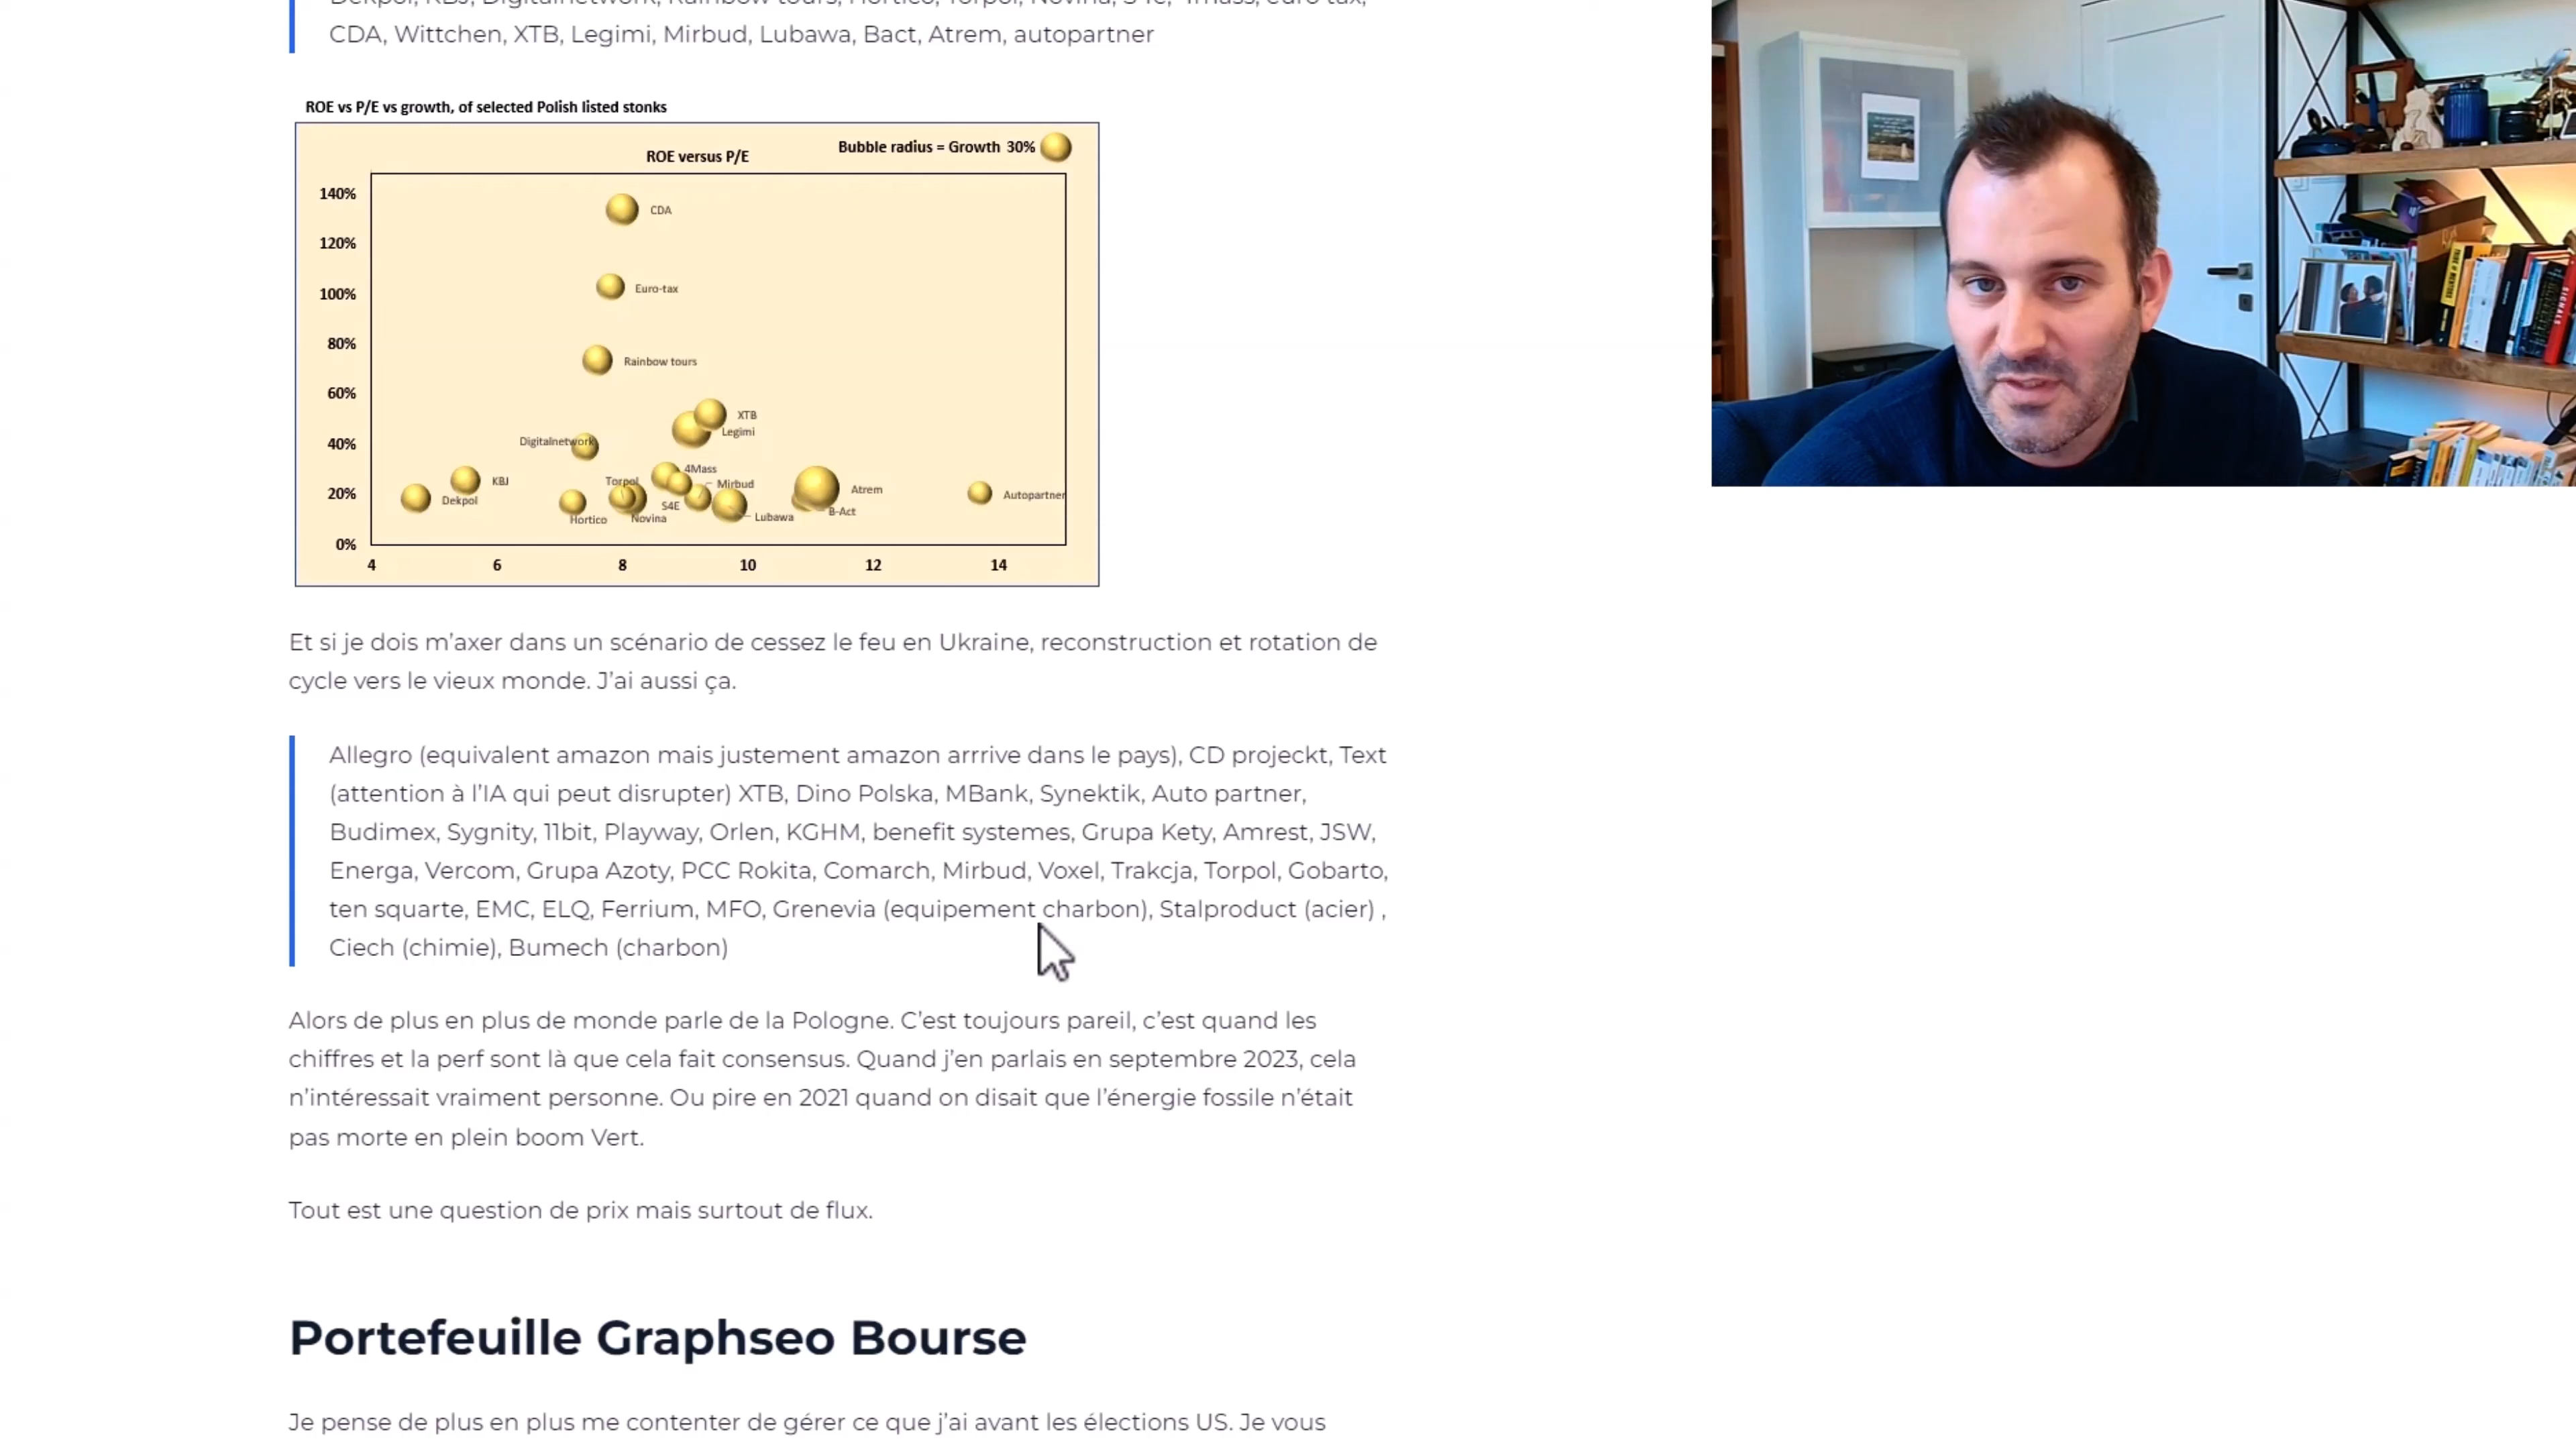 CDA, Wittchen, XTB, Legimi, Mirbud, Lubawa, Bact, Atrem, autopartner
ROE vs P/E vs growth, of selected Polish listed stonks
Bubble radius = Growth 30%
ROE versus P/E
140%
CDA
120%
100%
Euro-tax
80%
Rainbow tours
60%
XTB
Legimi
40%
Digitalnetwork
4Mass
KBJ
Torpol
Mirbud
Atrem
20%
Dekpol
S4E
Autopartner
Hortico
Novina
Lubawa
B-Act
0%
4 6 8 10 12 14
Et si je dois m'axer dans un scénario de cessez le feu en Ukraine, reconstruction et rotation de
cycle vers le vieux monde. J'ai aussi ça.
Allegro (equivalent amazon mais justement amazon arrrive dans le pays), CD projeckt, Text
(attention à l'IA qui peut disrupter) XTB, Dino Polska, MBank, Synektik, Auto partner,
Budimex, Sygnity, 11bit, Playway, Orlen, KGHM, benefit systemes, Grupa Kety, Amrest, JSW,
Energa, Vercom, Grupa Azoty, PCC Rokita, Comarch, Mirbud, Voxel, Trakcja, Torpol, Gobarto,
ten squarte, EMC, ELQ, Ferrium, MFO, Grenevia (equipement charbon), Stalproduct (acier) ,
Ciech (chimie), Bumech (charbon)
Alors de plus en plus de monde parle de la Pologne. C'est toujours pareil, c'est quand les
chiffres et la perf sont là que cela fait consensus. Quand j'en parlais en septembre 2023, cela
n'intéressait vraiment personne. Ou pire en 2021 quand on disait que l'énergie fossile n'était
pas morte en plein boom Vert.
Tout est une question de prix mais surtout de flux.
Portefeuille Graphseo Bourse
Je pense de plus en plus me contenter de gérer ce que j'ai avant les élections US. Je vous